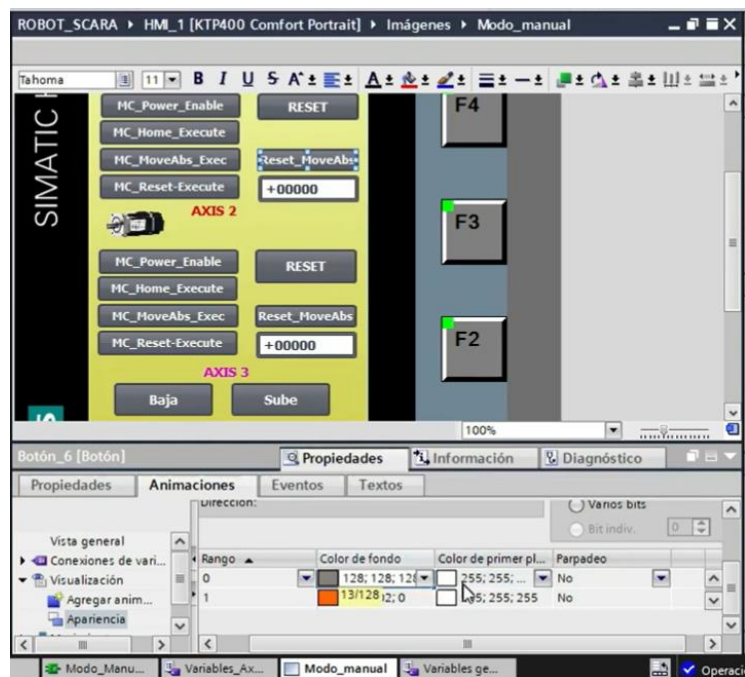 ROBOT_SCARA ▸ HMI_1 [KTP400 Comfort Portrait] ▸ Imágenes ▸ Modo_manual
Tahoma 11 B I U S A
SIMATIC
MC_Power_Enable RESET
MC_Home_Execute
MC_MoveAbs_Exec Reset_MoveAbs
MC_Reset-Execute +00000
AXIS 2
MC_Power_Enable RESET
MC_Home_Execute
MC_MoveAbs_Exec Reset_MoveAbs
MC_Reset-Execute +00000
AXIS 3
Baja Sube
F4
F3
F2
100%
Botón_6 [Botón] Propiedades Información Diagnóstico
Propiedades Animaciones Eventos Textos
Dirección: Varios bits
Bit indiv. 0
Vista general
Conexiones de vari...
Visualización
Agregar anim...
Apariencia
Rango Color de fondo Color de primer pl... Parpadeo
0 128; 128; 128 255; 255; ... No
1 13/128 02; 0 255; 255 No
Modo_Manu... Variables_Ax... Modo_manual Variables ge... Operaci